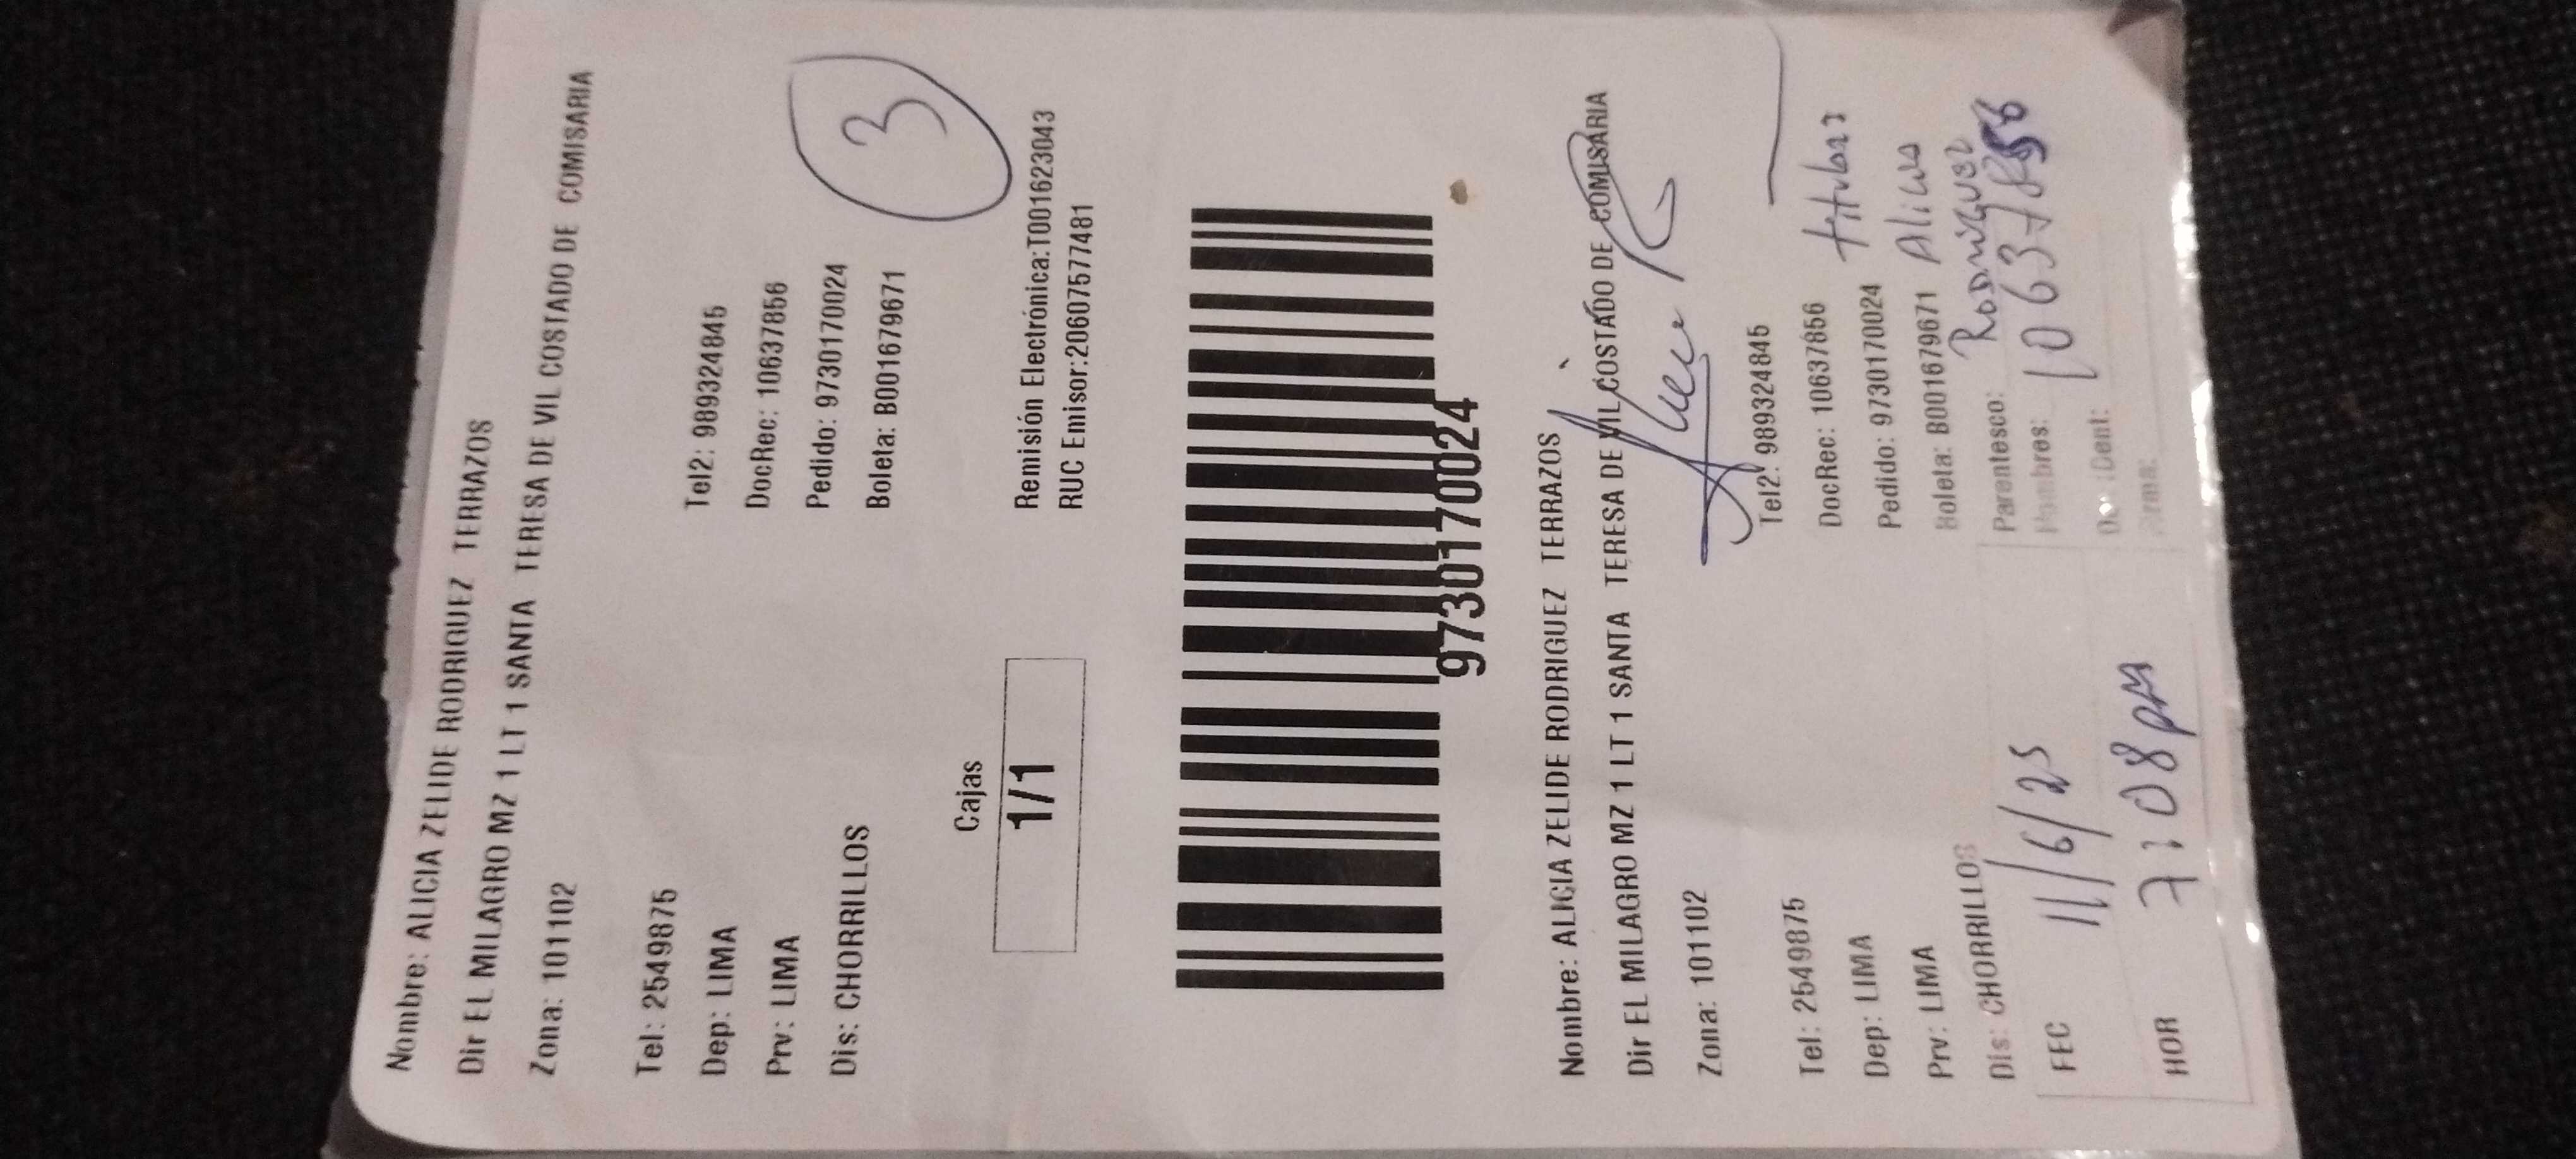 Nombre: ALICIA ZELIDE RODRIGUEZ TERRAZOS
Dir EL MILAGRO MZ 1 LT 1 SANTA TERESA DE VIL COSTADO DE COMISARIA
Zona: 101102
Tel: 2549875 Tel2: 989324845
Dep: LIMA DocRec: 10637856
Prv: LIMA Pedido: 9730170024
Dis: CHORRILLOS Boleta: B001679671
3
Cajas
1/1
Remisión Electrónica:T001623043
RUC Emisor:20607577481
9730170024
Nombre: ALICIA ZELIDE RODRIGUEZ TERRAZOS
Dir EL MILAGRO MZ 1 LT 1 SANTA TERESA DE VIL COSTADO DE COMISARIA
Zona: 101102
Tel: 2549875 Tel2: 989324845
Dep: LIMA DocRec: 10637856 titular
Prv: LIMA Pedido: 9730170024 Alicia
Dis: CHORRILLOS Boleta: B001679671 Rodriguez
FEC 11/6/25 Parentesco:
Nombres: 10637856
HOR 7:08pm Doc Ident:
Firma: